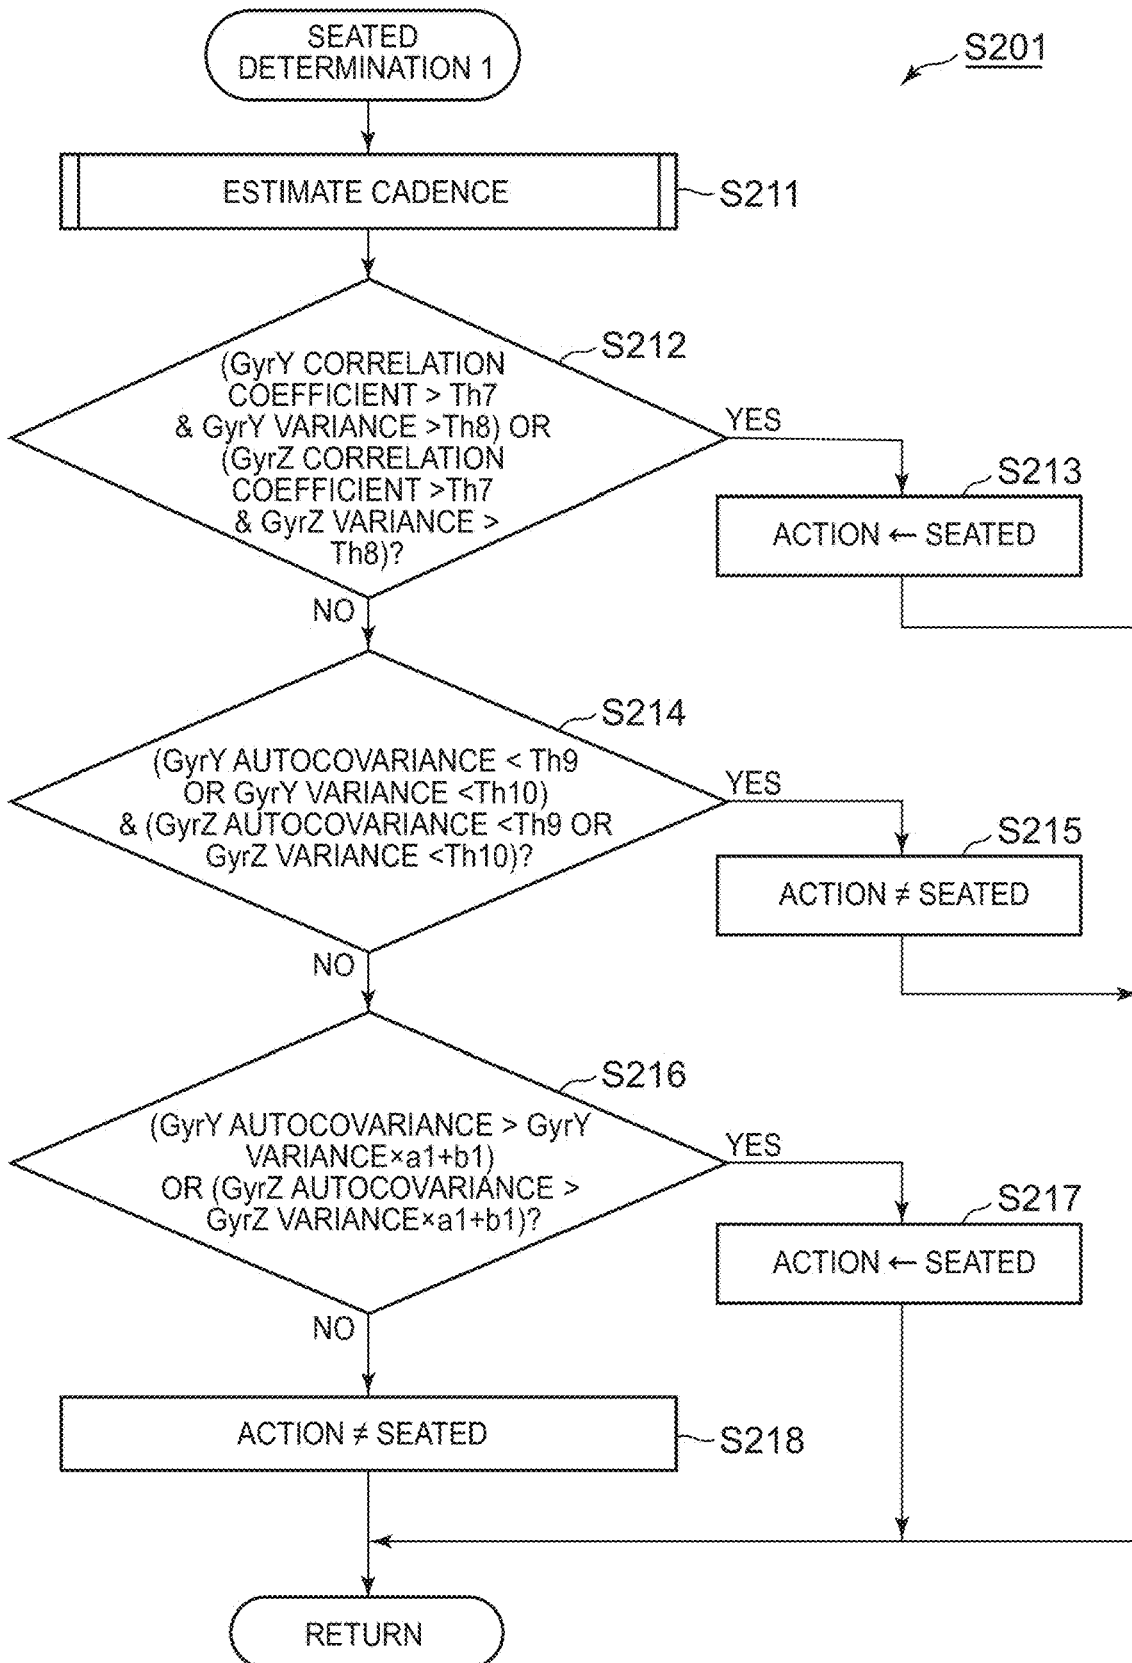 SEATED
DETERMINATION 1
S201
ESTIMATE CADENCE
S211
S212
(GyrY CORRELATION
COEFFICIENT > Th7
& GyrY VARIANCE >Th8) OR
(GyrZ CORRELATION
COEFFICIENT >Th7
& GyrZ VARIANCE >
Th8)?
YES
S213
ACTION ← SEATED
NO
S214
(GyrY AUTOCOVARIANCE < Th9
OR GyrY VARIANCE <Th10)
& (GyrZ AUTOCOVARIANCE <Th9 OR
GyrZ VARIANCE <Th10)?
YES
S215
ACTION ≠ SEATED
NO
S216
(GyrY AUTOCOVARIANCE > GyrY
VARIANCE×a1+b1)
OR (GyrZ AUTOCOVARIANCE >
GyrZ VARIANCE×a1+b1)?
YES
S217
ACTION ← SEATED
NO
ACTION ≠ SEATED
S218
RETURN